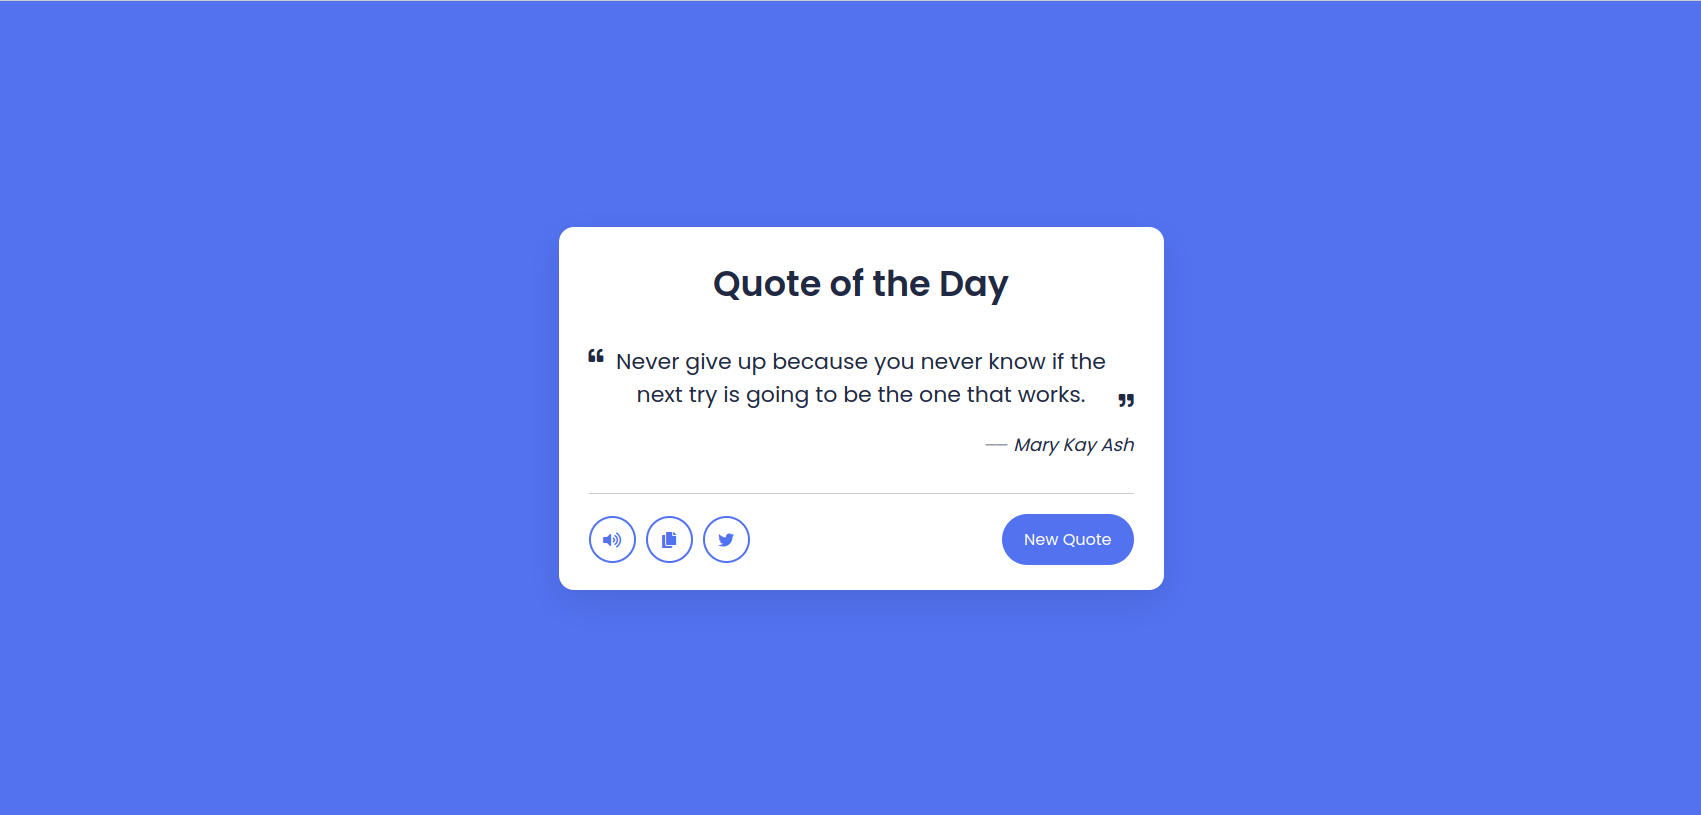 Quote of the Day
“ Never give up because you never know if the
next try is going to be the one that works. ”
— Mary Kay Ash
New Quote